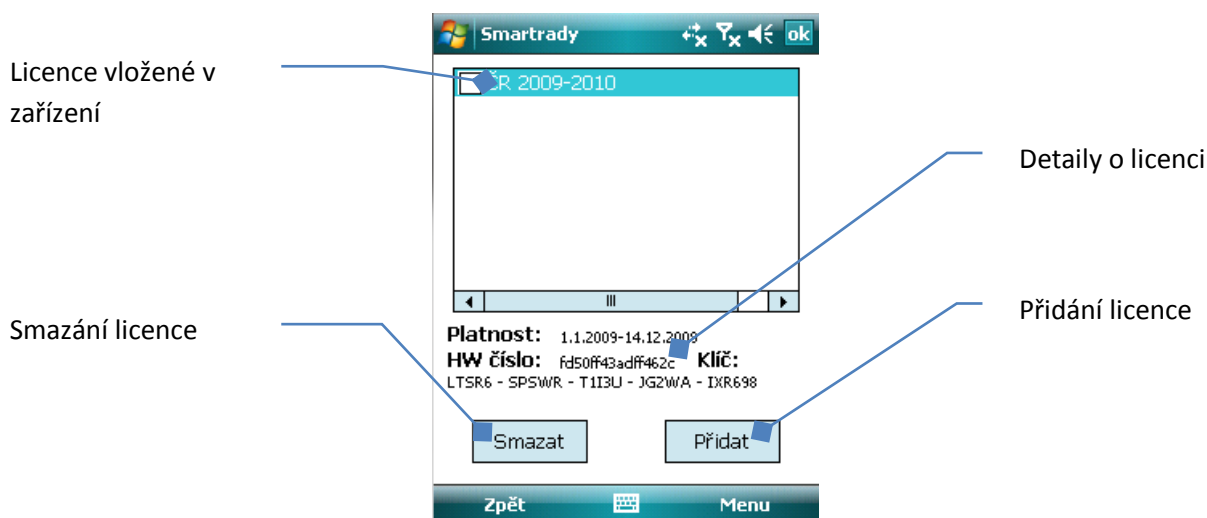 Smartrady
ok
Licence vložené v
zařízení
ČR 2009-2010
Detaily o licenci
Přidání licence
Smazání licence
Platnost: 1.1.2009-14.12.2009
HW číslo: fd50ff43adff462c Klíč:
LTSR6 - SPSWR - T1I3U - JG2WA - IXR698
Smazat
Přidat
Zpět
Menu